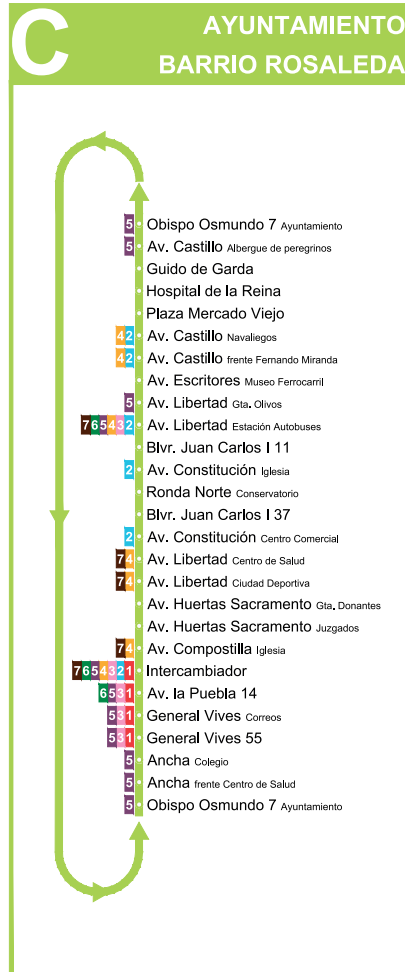 C
AYUNTAMIENTO
BARRIO ROSALEDA
5 Obispo Osmundo 7 Ayuntamiento
5 Av. Castillo Albergue de peregrinos
Guido de Garda
Hospital de la Reina
Plaza Mercado Viejo
4 2 Av. Castillo Navaliegos
4 2 Av. Castillo frente Fernando Miranda
Av. Escritores Museo Ferrocarril
5 Av. Libertad Gta. Olivos
7 6 5 4 3 2 Av. Libertad Estación Autobuses
Blvr. Juan Carlos I 11
2 Av. Constitución Iglesia
Ronda Norte Conservatorio
Blvr. Juan Carlos I 37
2 Av. Constitución Centro Comercial
7 4 Av. Libertad Centro de Salud
7 4 Av. Libertad Ciudad Deportiva
Av. Huertas Sacramento Gta. Donantes
Av. Huertas Sacramento Juzgados
7 4 Av. Compostilla Iglesia
7 6 5 4 3 2 1 Intercambiador
6 5 3 1 Av. la Puebla 14
5 3 1 General Vives Correos
5 3 1 General Vives 55
5 Ancha Colegio
5 Ancha frente Centro de Salud
5 Obispo Osmundo 7 Ayuntamiento